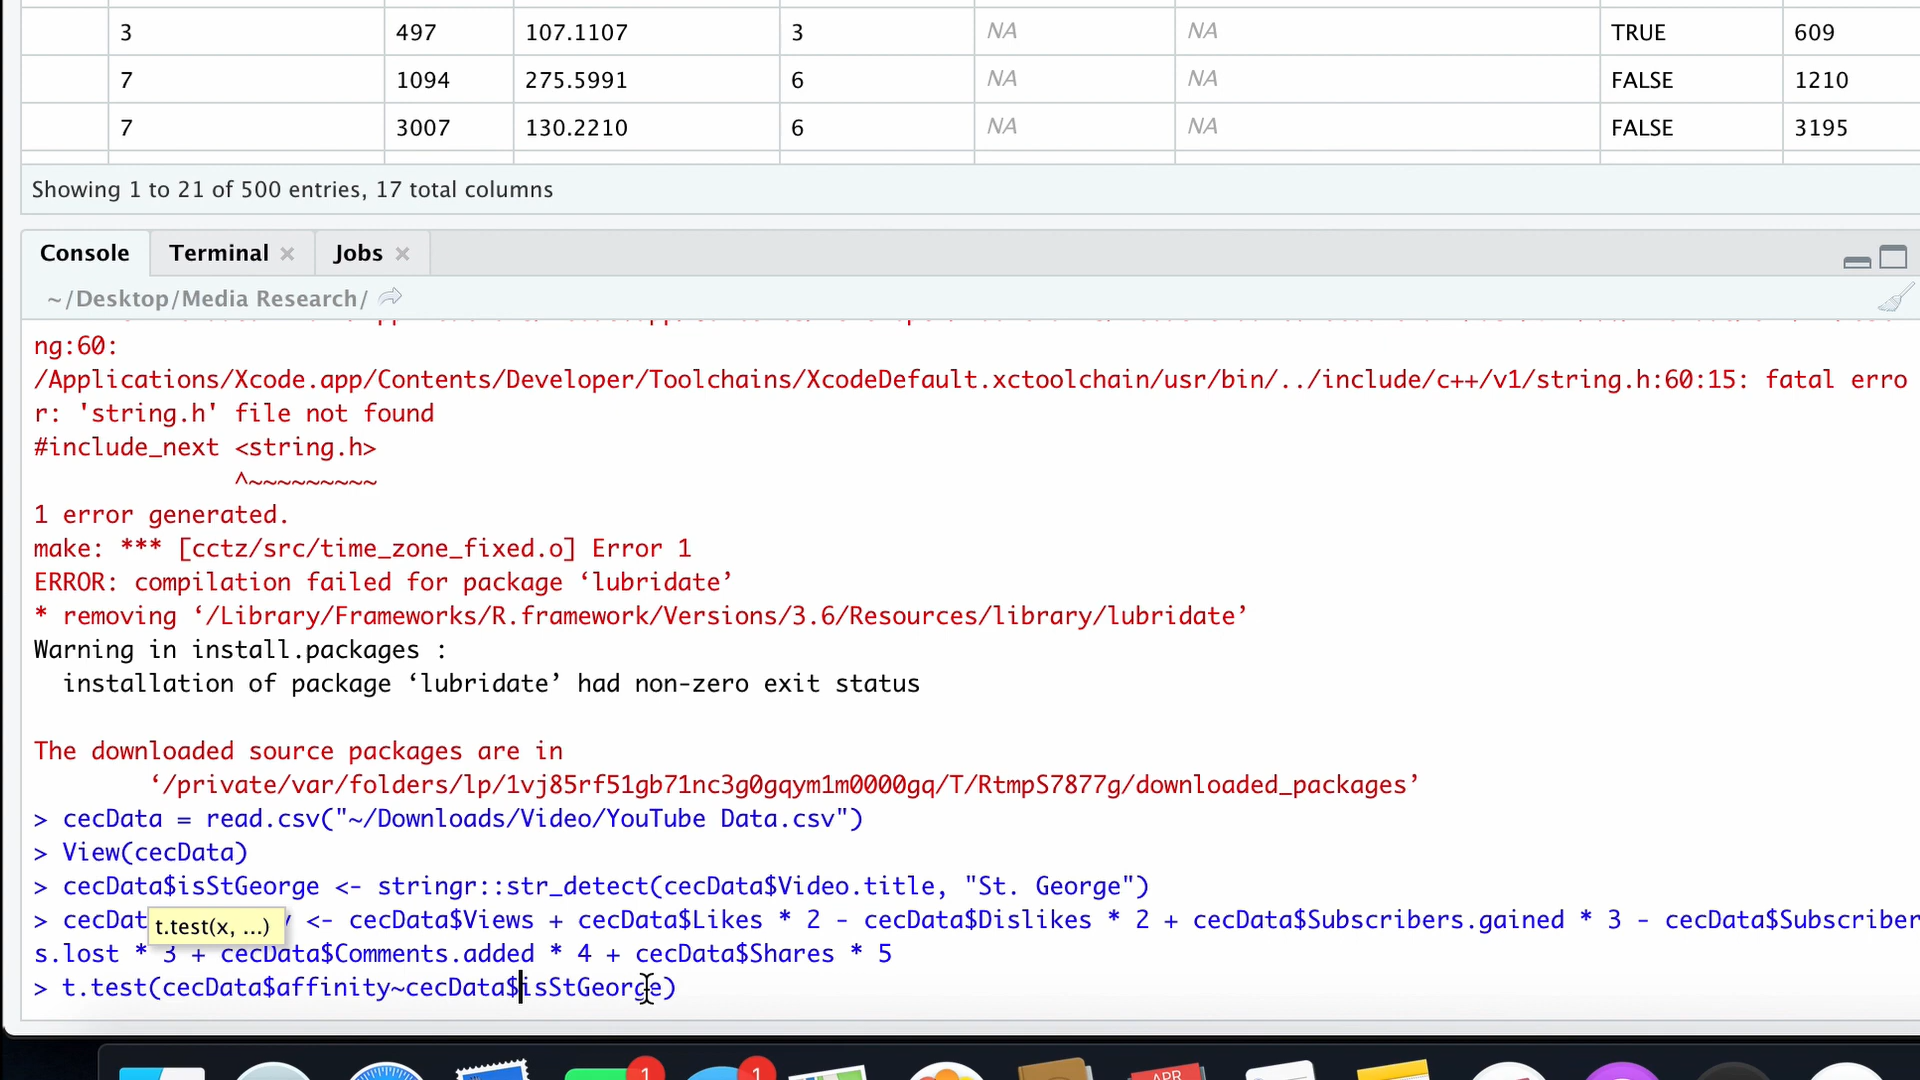 3 497 107.1107 3 NA NA TRUE 609
7 1094 275.5991 6 NA NA FALSE 1210
7 3007 130.2210 6 NA NA FALSE 3195
Showing 1 to 21 of 500 entries, 17 total columns
Console Terminal Jobs
~/Desktop/Media Research/
ng:60:
/Applications/Xcode.app/Contents/Developer/Toolchains/XcodeDefault.xctoolchain/usr/bin/../include/c++/v1/string.h:60:15: fatal erro
r: 'string.h' file not found
#include_next <string.h>
^~~~~~~~~~
1 error generated.
make: *** [cctz/src/time_zone_fixed.o] Error 1
ERROR: compilation failed for package ‘lubridate’
* removing ‘/Library/Frameworks/R.framework/Versions/3.6/Resources/library/lubridate’
Warning in install.packages :
installation of package ‘lubridate’ had non-zero exit status
The downloaded source packages are in
‘/private/var/folders/lp/1vj85rf51gb71nc3g0gqym1m0000gq/T/RtmpS7877g/downloaded_packages’
> cecData = read.csv("~/Downloads/Video/YouTube Data.csv")
> View(cecData)
> cecData$isStGeorge <- stringr::str_detect(cecData$Video.title, "St. George")
> cecDat t.test(x, ...) y <- cecData$Views + cecData$Likes * 2 - cecData$Dislikes * 2 + cecData$Subscribers.gained * 3 - cecData$Subscriber
s.lost * 3 + cecData$Comments.added * 4 + cecData$Shares * 5
> t.test(cecData$affinity~cecData$isStGeorge)
1 1
APR